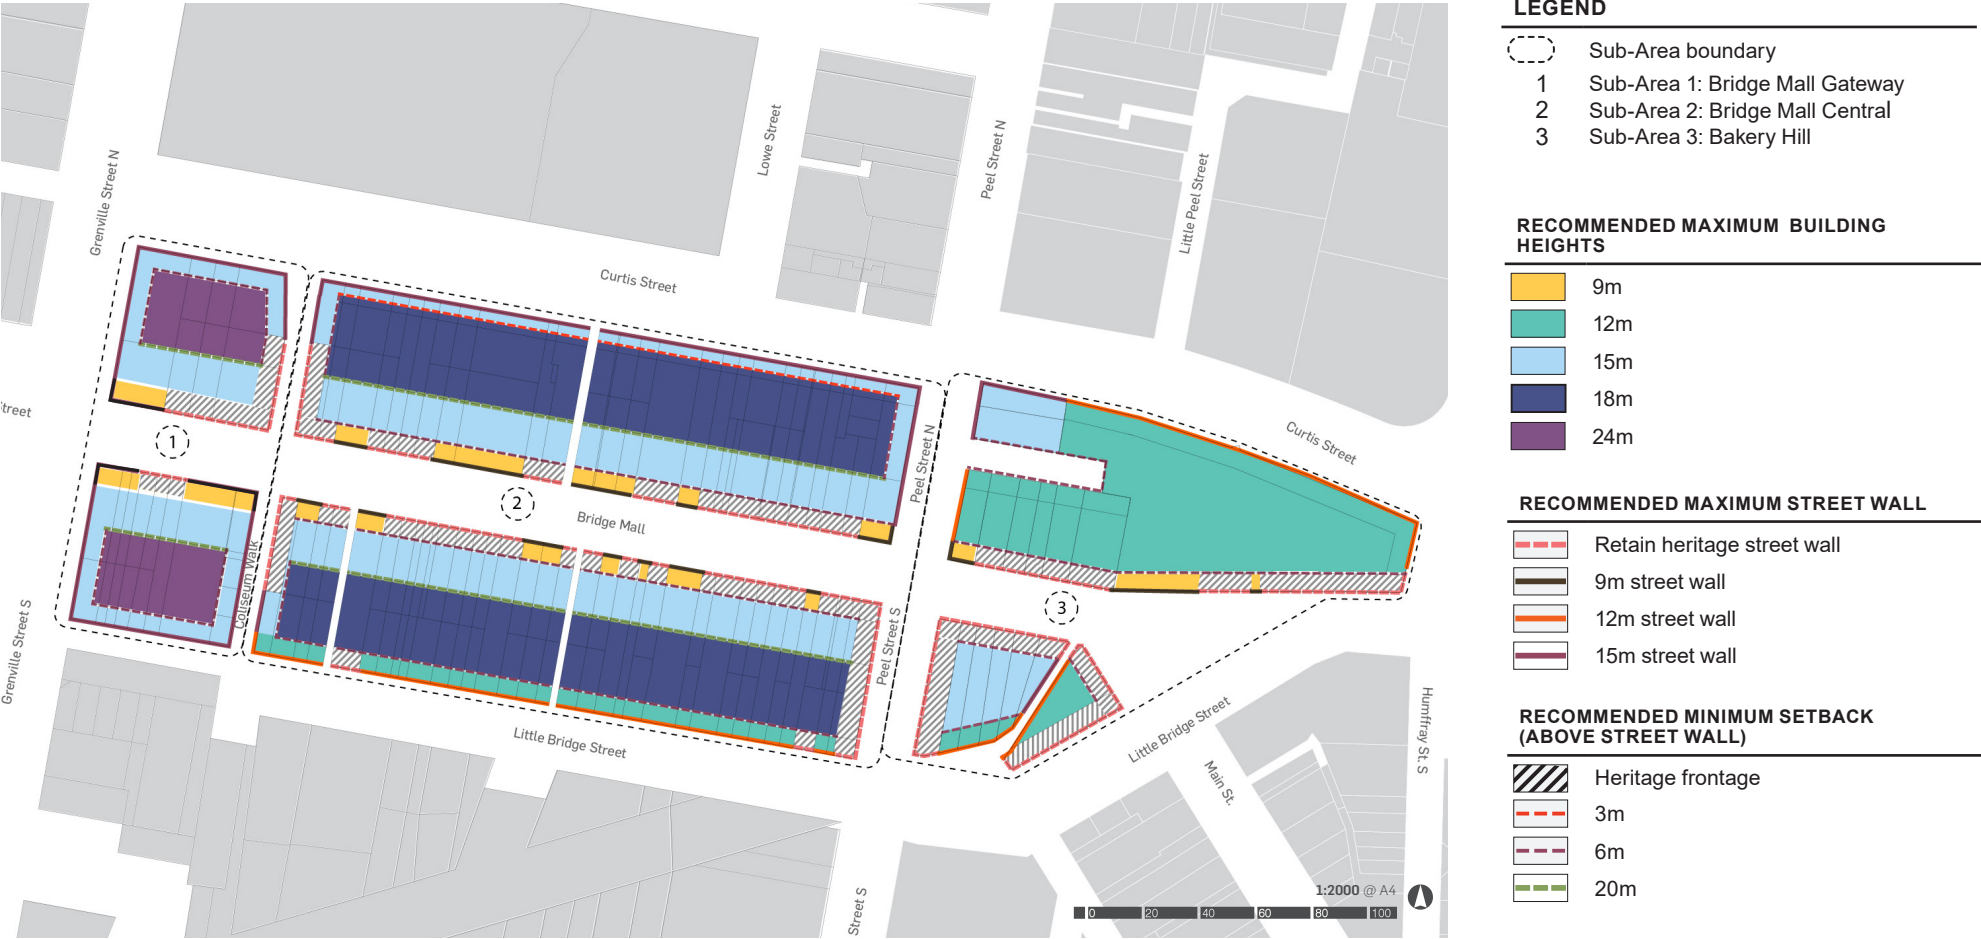 LEGEND
Sub-Area boundary
1 Sub-Area 1: Bridge Mall Gateway
2 Sub-Area 2: Bridge Mall Central
3 Sub-Area 3: Bakery Hill
RECOMMENDED MAXIMUM BUILDING
HEIGHTS
9m
12m
15m
18m
24m
RECOMMENDED MAXIMUM STREET WALL
Retain heritage street wall
9m street wall
12m street wall
15m street wall
RECOMMENDED MINIMUM SETBACK
(ABOVE STREET WALL)
Heritage frontage
3m
6m
20m
Grenville Street N
Lowe Street
Peel Street N
Little Peel Street
Curtis Street
treet
1
2
Bridge Mall
Peel Street N
Curtis Street
3
Coliseum Walk
Grenville Street S
Peel Street S
Little Bridge Street
Little Bridge Street
Main St.
Humffray St. S
Street S
1:2000 @ A4
0 20 40 60 80 100